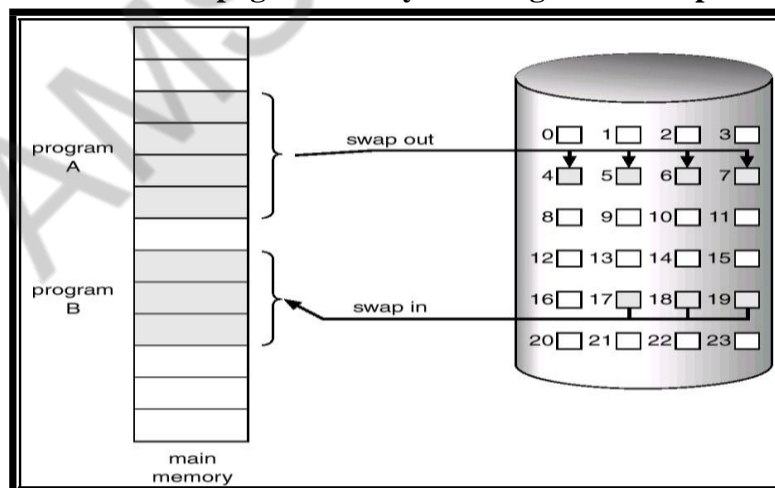 program
A
program
B
swap out
swap in
main
memory
0 1 2 3
4 5 6 7
8 9 10 11
12 13 14 15
16 17 18 19
20 21 22 23